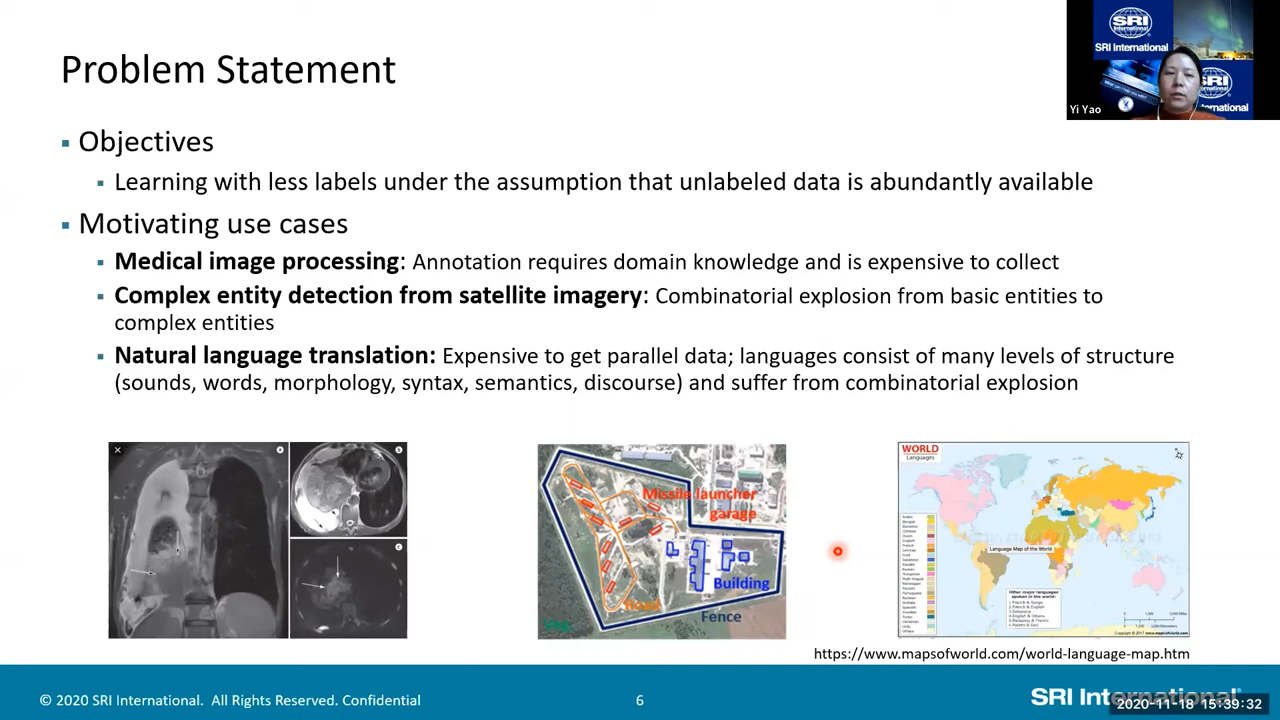 Problem Statement
SRI International
Yi Yao
Objectives
Learning with less labels under the assumption that unlabeled data is abundantly available
Motivating use cases
Medical image processing: Annotation requires domain knowledge and is expensive to collect
Complex entity detection from satellite imagery: Combinatorial explosion from basic entities to
complex entities
Natural language translation: Expensive to get parallel data; languages consist of many levels of structure
(sounds, words, morphology, syntax, semantics, discourse) and suffer from combinatorial explosion
Missile launcher
garage
Building
Fence
WORLD
Languages
Language Map of the World
https://www.mapsofworld.com/world-language-map.htm
© 2020 SRI International. All Rights Reserved. Confidential
6
SRI International
2020-11-18 15:39:32